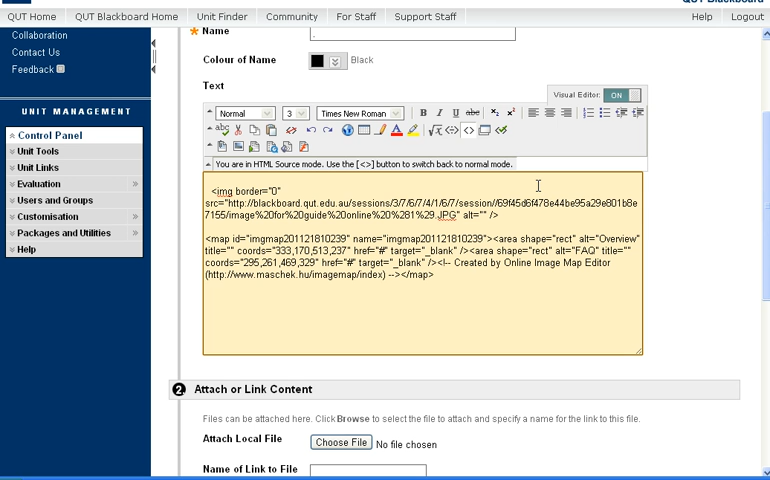 QUT Blackboard
QUT Home
QUT Blackboard Home
Unit Finder
Community
For Staff
Support Staff
Help
Logout
Collaboration
Contact Us
Feedback
UNIT MANAGEMENT
Control Panel
Unit Tools
Unit Links
Evaluation
Users and Groups
Customisation
Packages and Utilities
Help
Name
.
Colour of Name
Black
Text
Visual Editor: ON
Normal
3
Times New Roman
B I U abc x₂ x²
You are in HTML Source mode. Use the [<>] button to switch back to normal mode.
<img border="0"
src="http://blackboard.qut.edu.au/sessions/3/7/6/7/4/1/6/7/session//69f45d6f478e44be95a29e801b8e
7155/image%20for%20guide%20online%20%281%29.JPG" alt="" />
<map id="imgmap201121810239" name="imgmap201121810239"><area shape="rect" alt="Overview"
title="" coords="333,170,513,237" href="#" target="_blank" /><area shape="rect" alt="FAQ" title=""
coords="295,261,469,329" href="#" target="_blank" /><!-- Created by Online Image Map Editor
(http://www.maschek.hu/imagemap/index) --></map>
2 Attach or Link Content
Files can be attached here. Click Browse to select the file to attach and specify a name for the link to this file.
Attach Local File
Choose File No file chosen
Name of Link to File